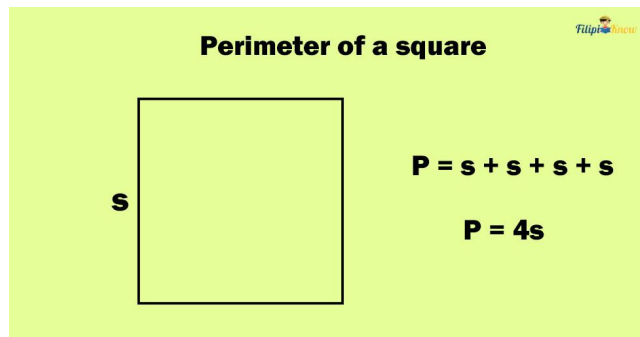 FilipiKnow
Perimeter of a square
P = s + s + s + s
s
P = 4s